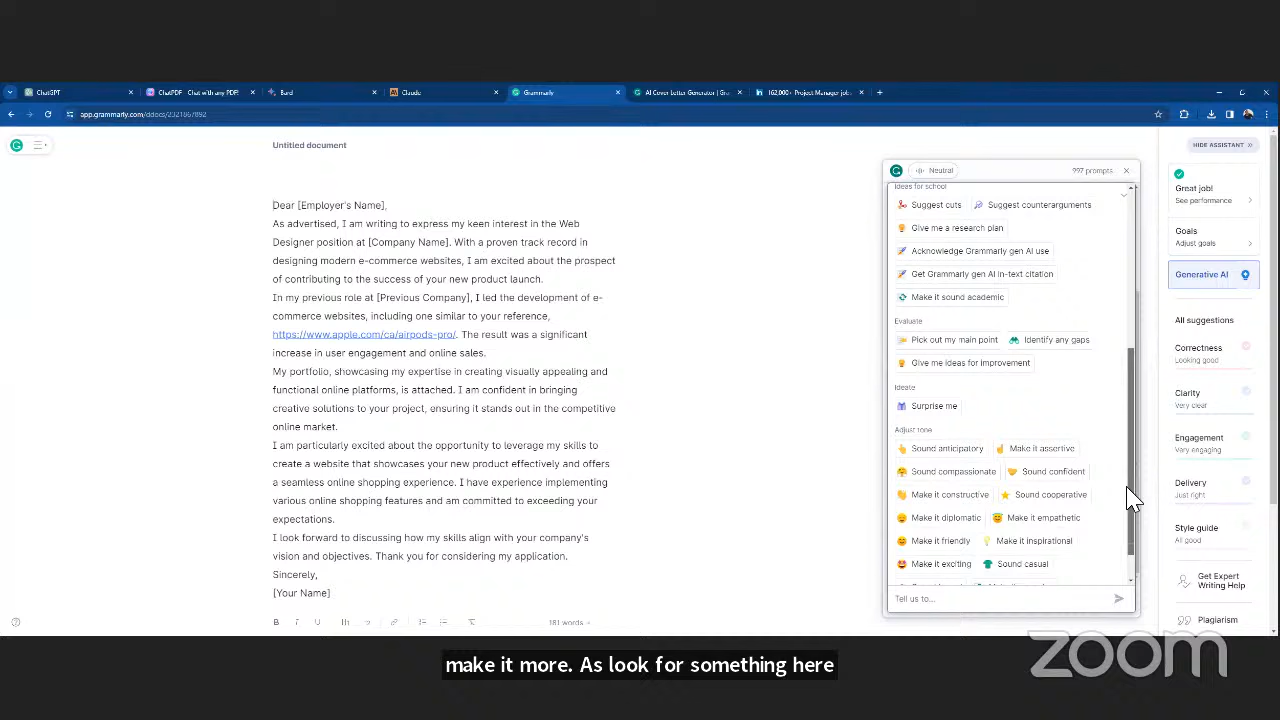 ChatGPT
ChatPDF - Chat with any PDF!
Bard
Claude
Grammarly
AI Cover Letter Generator | Gra
162,000+ Project Manager job
app.grammarly.com/ddocs/2321867892
Untitled document
Dear [Employer's Name],
As advertised, I am writing to express my keen interest in the Web
Designer position at [Company Name]. With a proven track record in
designing modern e-commerce websites, I am excited about the prospect
of contributing to the success of your new product launch.
In my previous role at [Previous Company], I led the development of e-
commerce websites, including one similar to your reference,
https://www.apple.com/ca/airpods-pro/. The result was a significant
increase in user engagement and online sales.
My portfolio, showcasing my expertise in creating visually appealing and
functional online platforms, is attached. I am confident in bringing
creative solutions to your project, ensuring it stands out in the competitive
online market.
I am particularly excited about the opportunity to leverage my skills to
create a website that showcases your new product effectively and offers
a seamless online shopping experience. I have experience implementing
various online shopping features and am committed to exceeding your
expectations.
I look forward to discussing how my skills align with your company's
vision and objectives. Thank you for considering my application.
Sincerely,
[Your Name]
B I U
181 words
Neutral
997 prompts
Ideas for school
Suggest cuts
Suggest counterarguments
Give me a research plan
Acknowledge Grammarly gen AI use
Get Grammarly gen AI in-text citation
Make it sound academic
Evaluate
Pick out my main point
Identify any gaps
Give me ideas for improvement
Ideate
Surprise me
Adjust tone
Sound anticipatory
Make it assertive
Sound compassionate
Sound confident
Make it constructive
Sound cooperative
Make it diplomatic
Make it empathetic
Make it friendly
Make it inspirational
Make it exciting
Sound casual
Tell us to...
HIDE ASSISTANT
Great job!
See performance
Goals
Adjust goals
Generative AI
All suggestions
Correctness
Looking good
Clarity
Very clear
Engagement
Very engaging
Delivery
Just right
Style guide
All good
Get Expert
Writing Help
Plagiarism
zoom
make it more. As look for something here